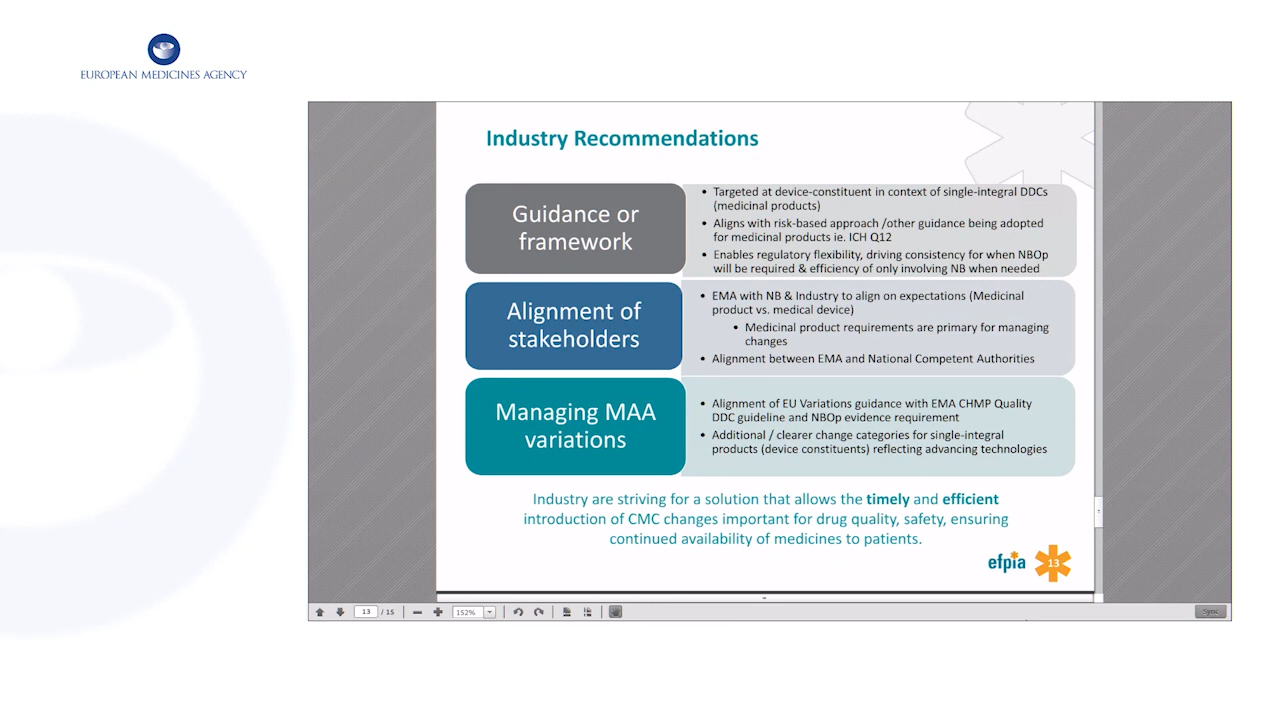 EUROPEAN MEDICINES AGENCY
Industry Recommendations
Guidance or
framework
• Targeted at device-constituent in context of single-integral DDCs
(medicinal products)
• Aligns with risk-based approach /other guidance being adopted
for medicinal products ie. ICH Q12
• Enables regulatory flexibility, driving consistency for when NBOp
will be required & efficiency of only involving NB when needed
Alignment of
stakeholders
• EMA with NB & Industry to align on expectations (Medicinal
product vs. medical device)
• Medicinal product requirements are primary for managing
changes
• Alignment between EMA and National Competent Authorities
Managing MAA
variations
• Alignment of EU Variations guidance with EMA CHMP Quality
DDC guideline and NBOp evidence requirement
• Additional / clearer change categories for single-integral
products (device constituents) reflecting advancing technologies
Industry are striving for a solution that allows the timely and efficient
introduction of CMC changes important for drug quality, safety, ensuring
continued availability of medicines to patients.
efpia
13
13 / 15
152%
Sync